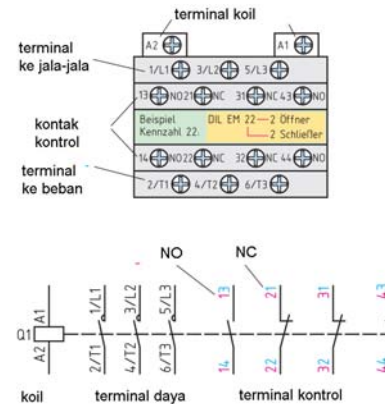 terminal koil
A2 A1
terminal
ke jala-jala
1/L1 3/L2 5/L3
13 NO 21 NC 31 NC 43 NO
kontak
kontrol
Beispiel
Kennzahl 22.
DIL EM 22 2 Öffner
2 Schließer
14 NO 22 NC 32 NC 44 NO
terminal
ke beban
2/T1 4/T2 6/T3
NO NC
A1 1/L1 3/L2 5/L3 13 21 31 43
Q1
A2 2/T1 4/T2 6/T3 14 22 32 44
koil terminal daya terminal kontrol